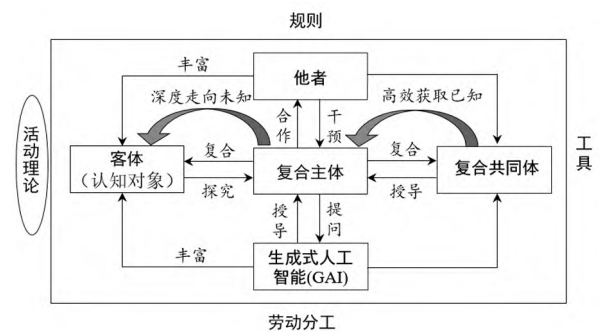 规则
丰富
他者
深度走向未知
高效获取已知
合作
干预
活动理论
工具
客体
(认知对象)
复合
探究
复合主体
复合
授导
复合共同体
授导
提问
丰富
生成式人工
智能(GAI)
劳动分工